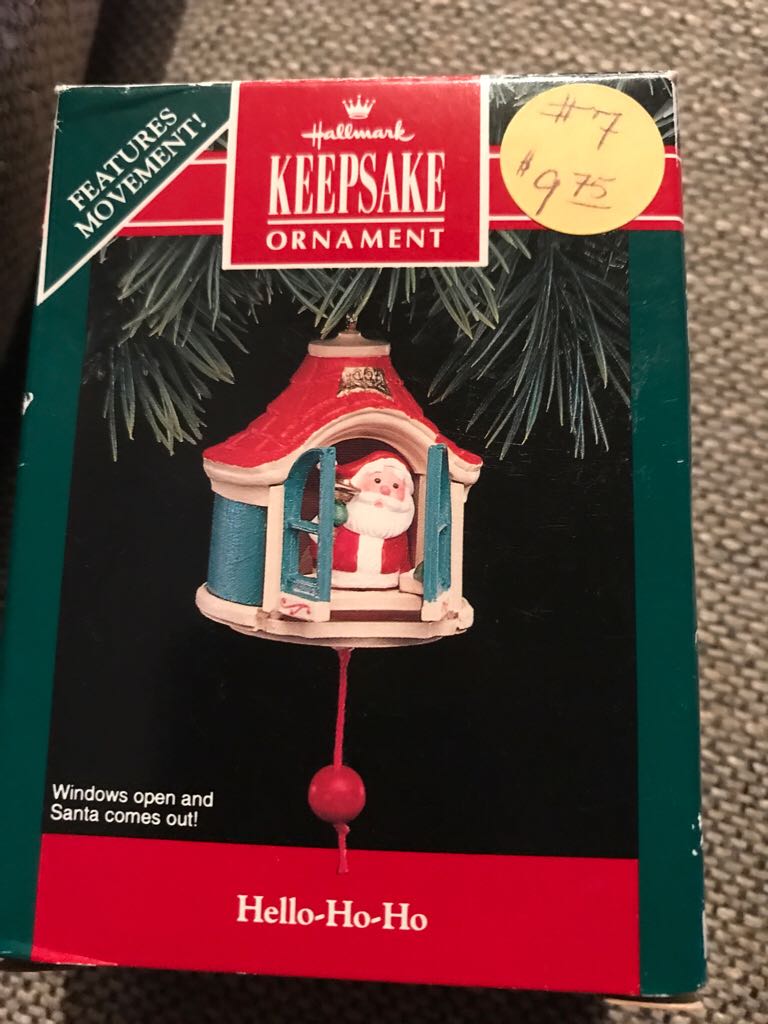 FEATURES
MOVEMENT!
Hallmark
KEEPSAKE
ORNAMENT
#7
$9.75
Windows open and
Santa comes out!
Hello-Ho-Ho